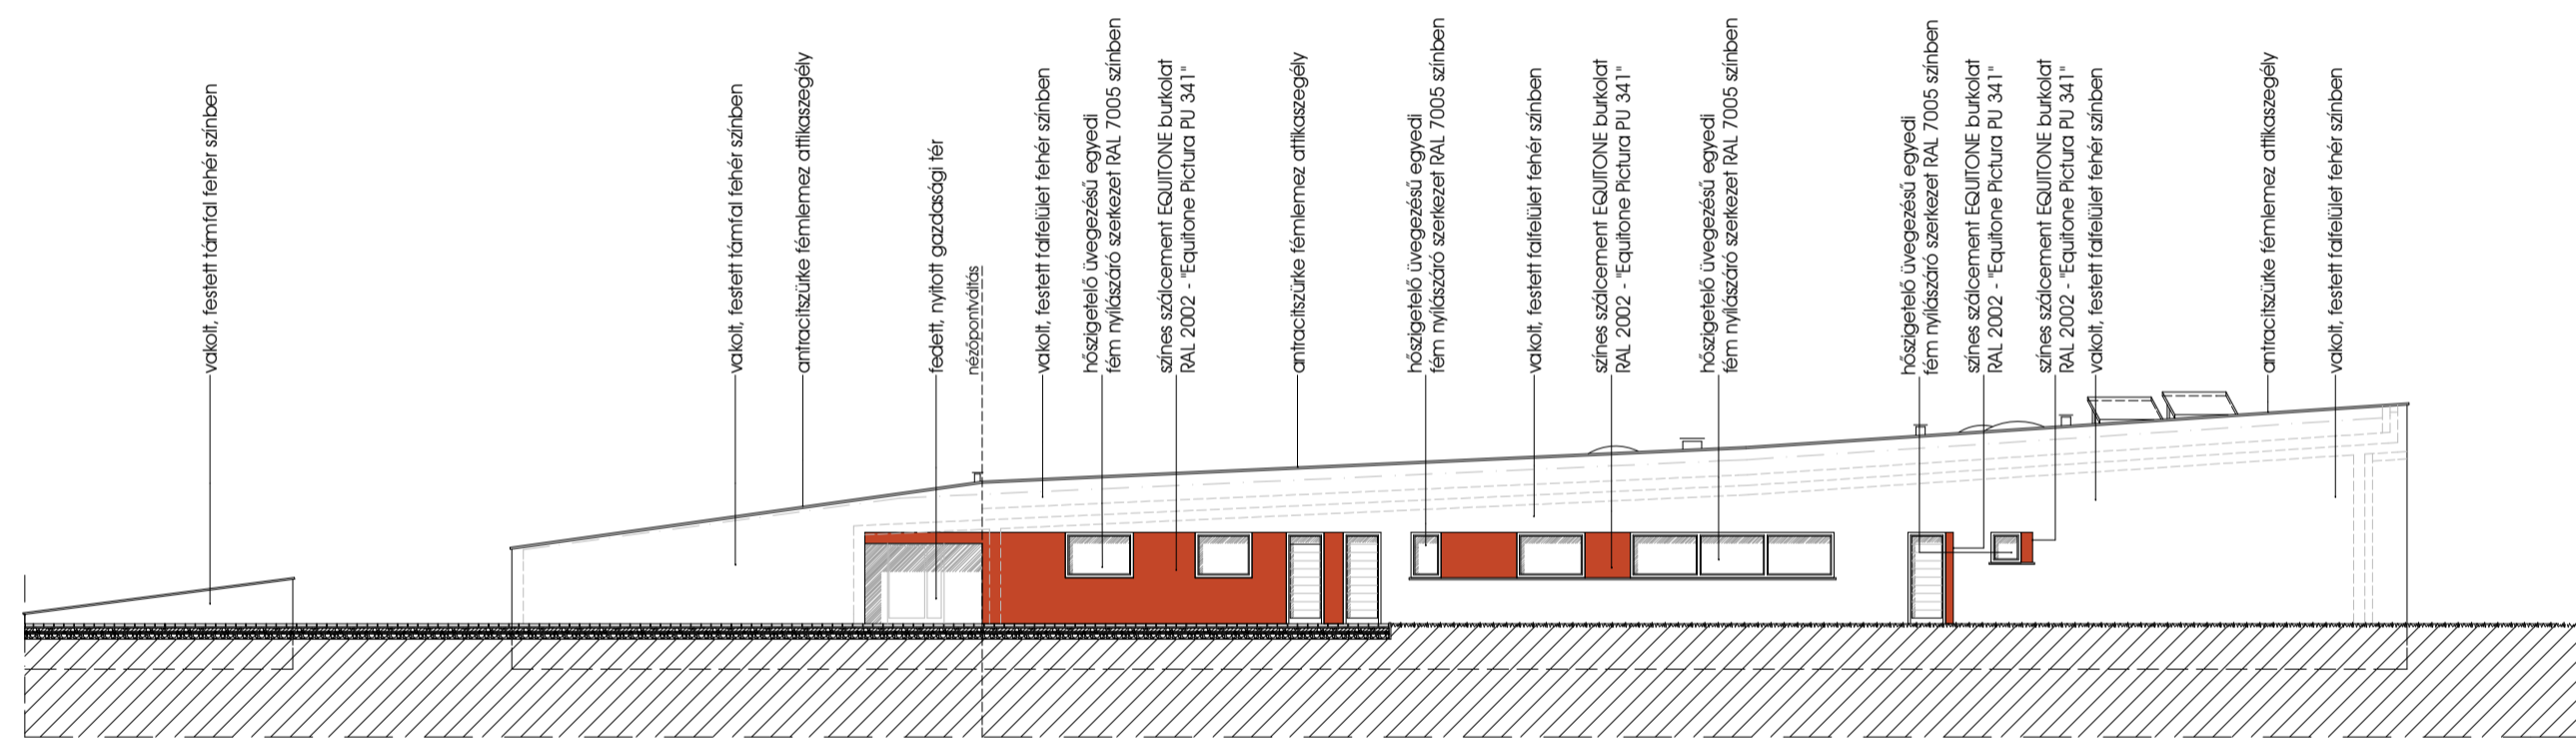 vakolt, festett támfal fehér színben
vakolt, festett támfal fehér színben
antracitszürke fémlemez attikaszegély
fedett, nyitott gazdasági tér
nézőpontváltás
vakolt, festett falfelület fehér színben
hőszigetelő üvegezésű egyedi
fém nyílászáró szerkezet RAL 7005 színben
színes szálcement EQUITONE burkolat
RAL 2002 - "Equitone Pictura PU 341"
antracitszürke fémlemez attikaszegély
hőszigetelő üvegezésű egyedi
fém nyílászáró szerkezet RAL 7005 színben
vakolt, festett falfelület fehér színben
színes szálcement EQUITONE burkolat
RAL 2002 - "Equitone Pictura PU 341"
hőszigetelő üvegezésű egyedi
fém nyílászáró szerkezet RAL 7005 színben
hőszigetelő üvegezésű egyedi
fém nyílászáró szerkezet RAL 7005 színben
színes szálcement EQUITONE burkolat
RAL 2002 - "Equitone Pictura PU 341"
színes szálcement EQUITONE burkolat
RAL 2002 - "Equitone Pictura PU 341"
vakolt, festett falfelület fehér színben
antracitszürke fémlemez attikaszegély
vakolt, festett falfelület fehér színben